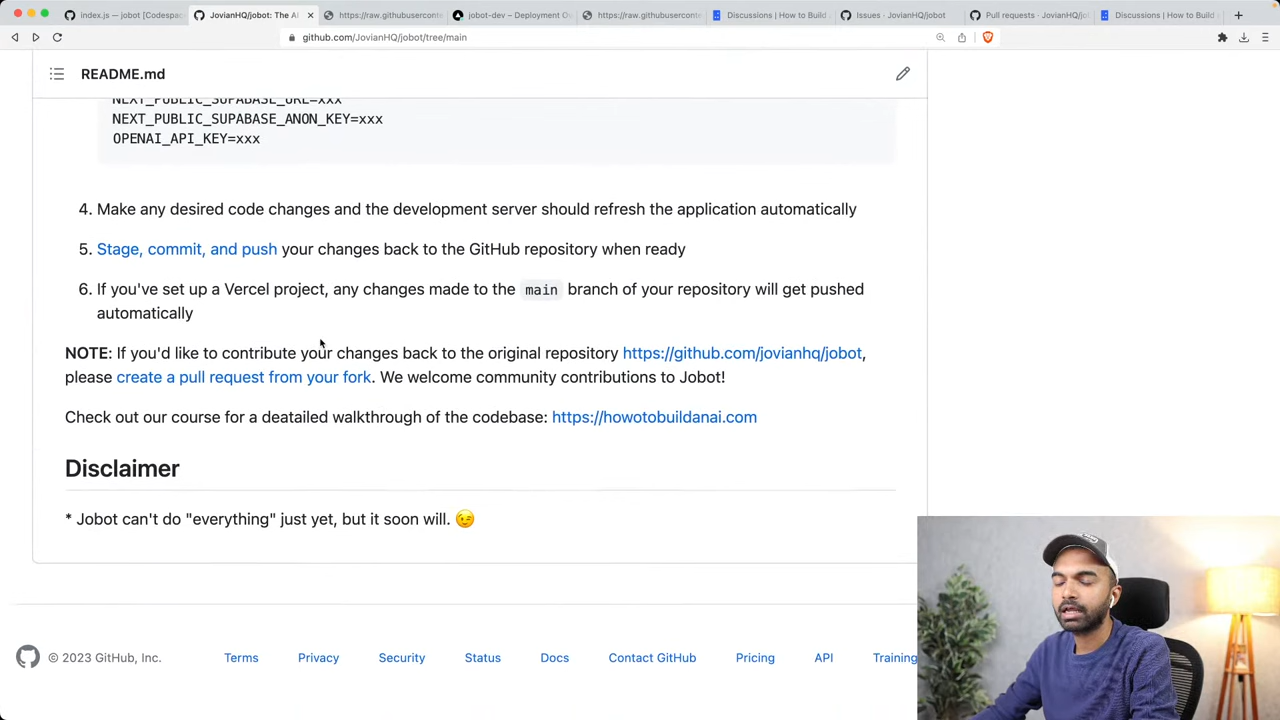 index.js — jobot [Codespac
JovianHQ/jobot: The AI
https://raw.githubuserconte
jobot-dev – Deployment O
https://raw.githubuserconte
Discussions | How to Build
Issues · JovianHQ/jobot
Pull requests · JovianHQ/jo
Discussions | How to Build
github.com/JovianHQ/jobot/tree/main
README.md
NEXT_PUBLIC_SUPABASE_URL=xxx
NEXT_PUBLIC_SUPABASE_ANON_KEY=xxx
OPENAI_API_KEY=xxx
4. Make any desired code changes and the development server should refresh the application automatically
5. Stage, commit, and push your changes back to the GitHub repository when ready
6. If you've set up a Vercel project, any changes made to the main branch of your repository will get pushed
automatically
NOTE: If you'd like to contribute your changes back to the original repository https://github.com/jovianhq/jobot,
please create a pull request from your fork. We welcome community contributions to Jobot!
Check out our course for a deatailed walkthrough of the codebase: https://howotobuildanai.com
Disclaimer
* Jobot can't do "everything" just yet, but it soon will. 😉
© 2023 GitHub, Inc.
Terms
Privacy
Security
Status
Docs
Contact GitHub
Pricing
API
Training